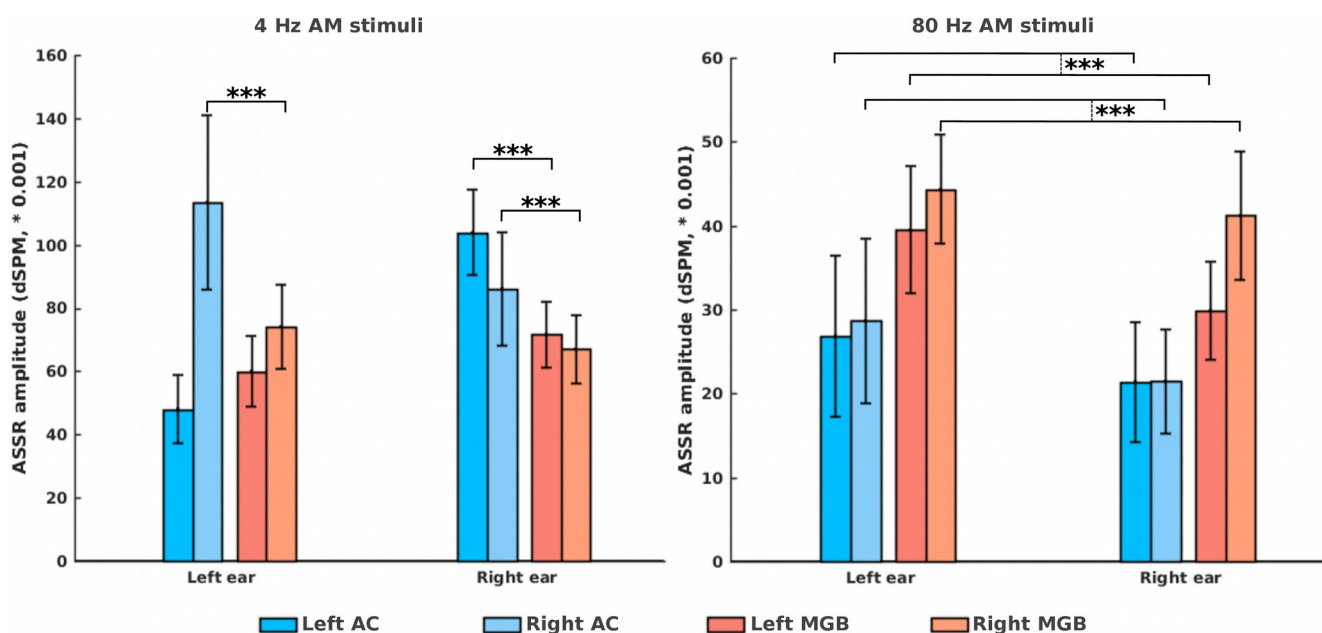 4 Hz AM stimuli
ASSR amplitude (dSPM, * 0.001)
160
140
120
100
80
60
40
20
0
***
***
***
Left ear
Right ear
80 Hz AM stimuli
ASSR amplitude (dSPM, * 0.001)
60
50
40
30
20
10
0
***
***
Left ear
Right ear
Left AC
Right AC
Left MGB
Right MGB